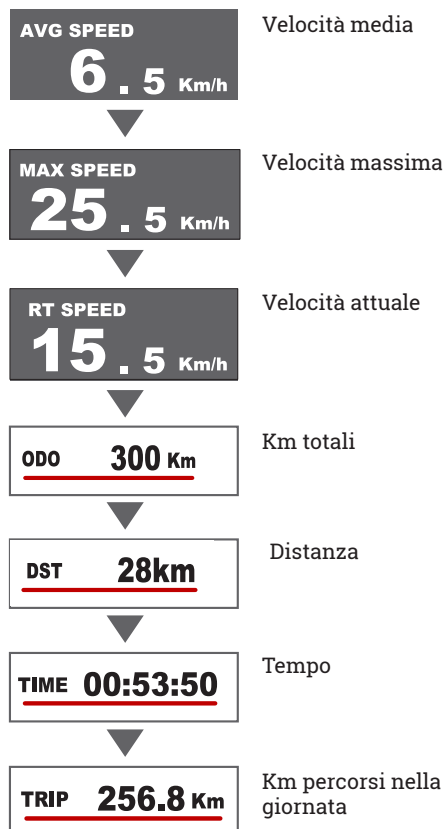 AVG SPEED
Velocità media
6 . 5 Km/h
MAX SPEED
Velocità massima
25 . 5 Km/h
RT SPEED
Velocità attuale
15 . 5 Km/h
ODO 300 Km
Km totali
DST 28km
Distanza
TIME 00:53:50
Tempo
TRIP 256.8 Km
Km percorsi nella
giornata